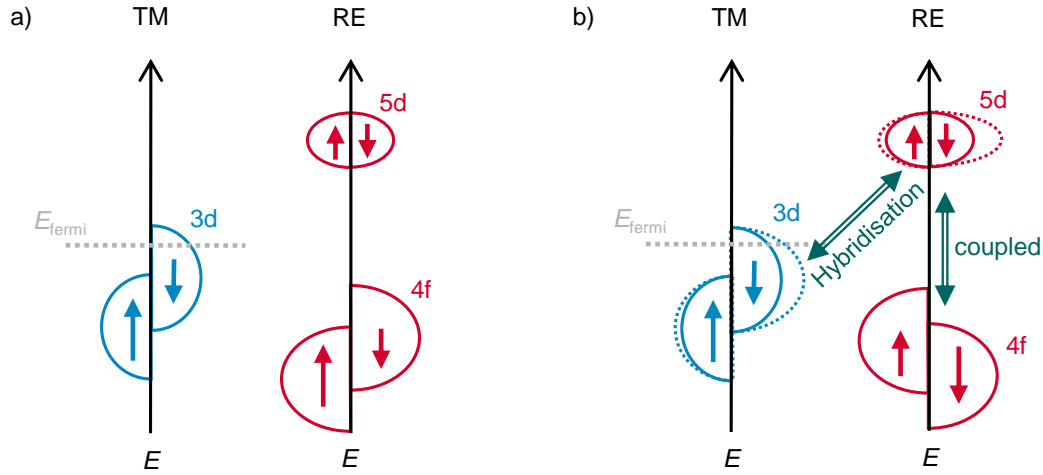 a)
TM
RE
5d
E_fermi
3d
4f
E
E
b)
TM
RE
5d
E_fermi
3d
Hybridisation
coupled
4f
E
E